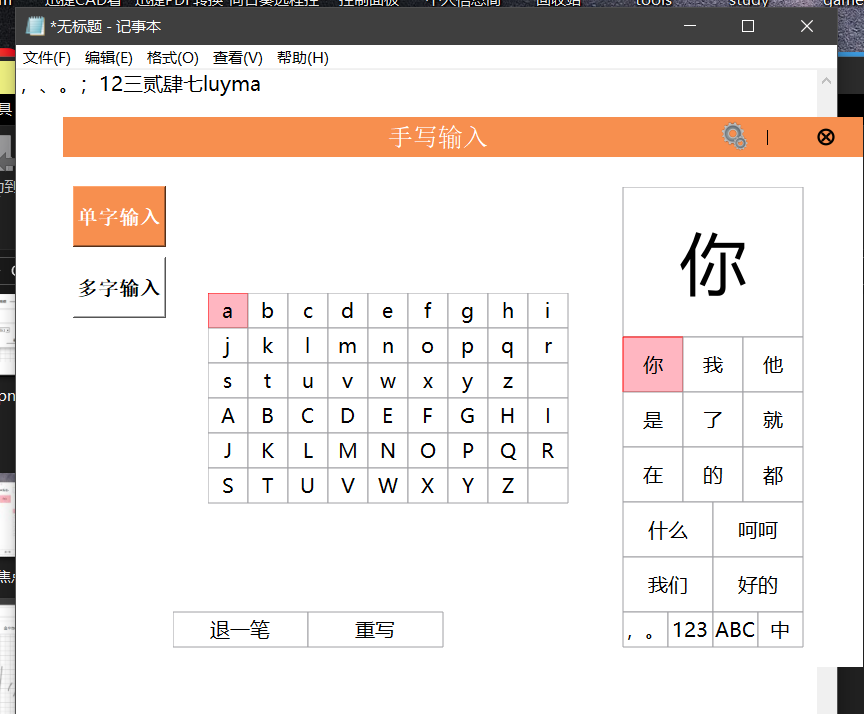 *无标题 - 记事本
文件(F) 编辑(E) 格式(O) 查看(V) 帮助(H)
，、。；12三贰肆七luyma
手写输入
单字输入
多字输入
a b c d e f g h i
j k l m n o p q r
s t u v w x y z
A B C D E F G H I
J K L M N O P Q R
S T U V W X Y Z
退一笔 重写
你
你 我 他
是 了 就
在 的 都
什么 呵呵
我们 好的
，。 123 ABC 中